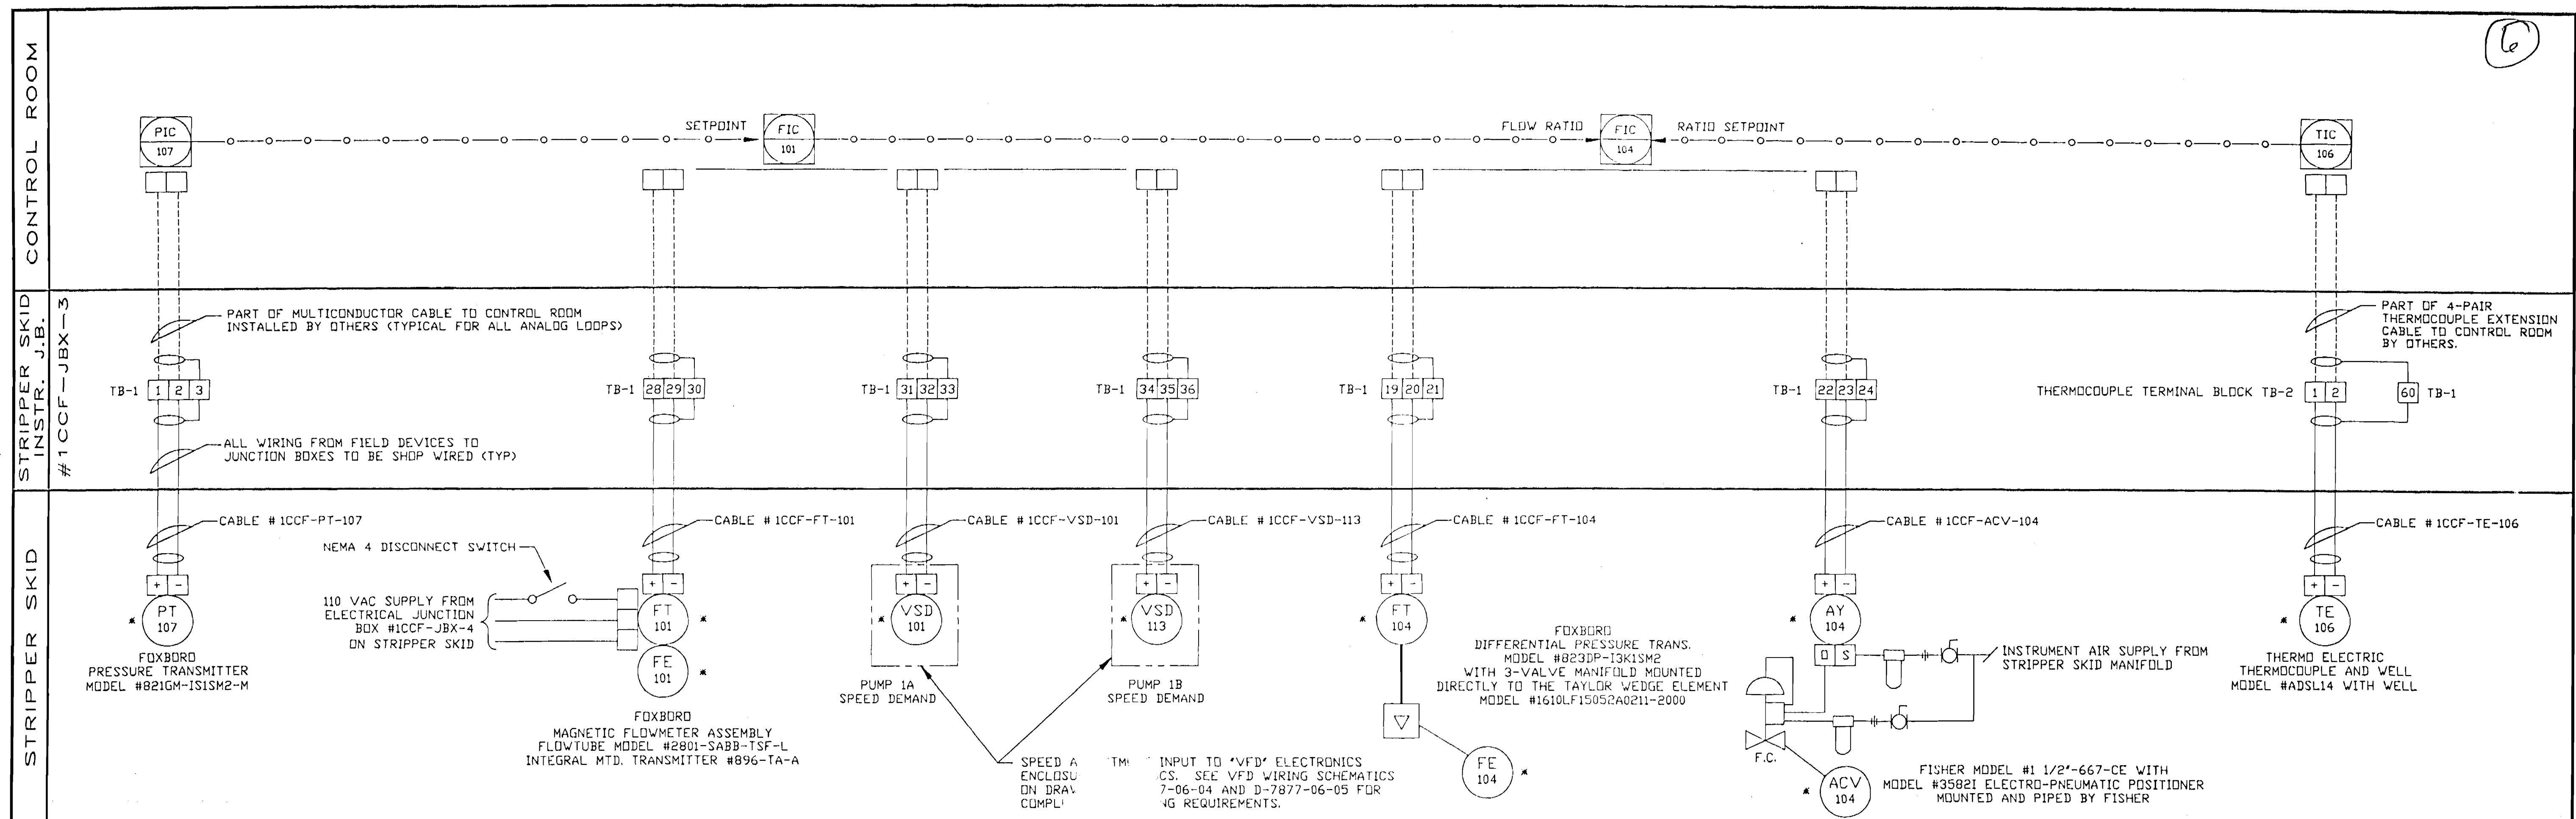 6
CONTROL ROOM
PIC
107
SETPOINT
FIC
101
FLOW RATIO
FIC
104
RATIO SETPOINT
TIC
106
STRIPPER SKID
INSTR. J.B.
#1CCF-JBX-3
PART OF MULTICONDUCTOR CABLE TO CONTROL ROOM
INSTALLED BY OTHERS (TYPICAL FOR ALL ANALOG LOOPS)
PART OF 4-PAIR
THERMOCOUPLE EXTENSION
CABLE TO CONTROL ROOM
BY OTHERS.
TB-1 1 2 3
TB-1 28 29 30
TB-1 31 32 33
TB-1 34 35 36
TB-1 19 20 21
TB-1 22 23 24
THERMOCOUPLE TERMINAL BLOCK TB-2 1 2
60 TB-1
ALL WIRING FROM FIELD DEVICES TO
JUNCTION BOXES TO BE SHOP WIRED (TYP)
STRIPPER SKID
CABLE #1CCF-PT-107
+ -
* PT
107
FOXBORO
PRESSURE TRANSMITTER
MODEL #821GM-IS1SM2-M
NEMA 4 DISCONNECT SWITCH
110 VAC SUPPLY FROM
ELECTRICAL JUNCTION
BOX #1CCF-JBX-4
ON STRIPPER SKID
CABLE #1CCF-FT-101
+ -
FT *
101
FE *
101
FOXBORO
MAGNETIC FLOWMETER ASSEMBLY
FLOWTUBE MODEL #2801-SABB-TSF-L
INTEGRAL MTD. TRANSMITTER #896-TA-A
CABLE #1CCF-VSD-101
+ -
* VSD
101
PUMP 1A
SPEED DEMAND
CABLE #1CCF-VSD-113
+ -
* VSD
113
PUMP 1B
SPEED DEMAND
SPEED INPUT TO "VFD" ELECTRONICS
SEE VFD WIRING SCHEMATICS
ON 7-06-04 AND D-7877-06-05 FOR
REQUIREMENTS.
CABLE #1CCF-FT-104
+ -
* FT
104
FE *
104
FOXBORO
DIFFERENTIAL PRESSURE TRANS.
MODEL #823DP-I3K1SM2
WITH 3-VALVE MANIFOLD MOUNTED
DIRECTLY TO THE TAYLOR WEDGE ELEMENT
MODEL #1610LF15052A0211-2000
CABLE #1CCF-ACV-104
+ -
* AY
104
O S
INSTRUMENT AIR SUPPLY FROM
STRIPPER SKID MANIFOLD
F.C.
* ACV
104
FISHER MODEL #1 1/2"-667-CE WITH
MODEL #3582I ELECTRO-PNEUMATIC POSITIONER
MOUNTED AND PIPED BY FISHER
CABLE #1CCF-TE-106
+ -
* TE
106
THERMO ELECTRIC
THERMOCOUPLE AND WELL
MODEL #ADSL14 WITH WELL